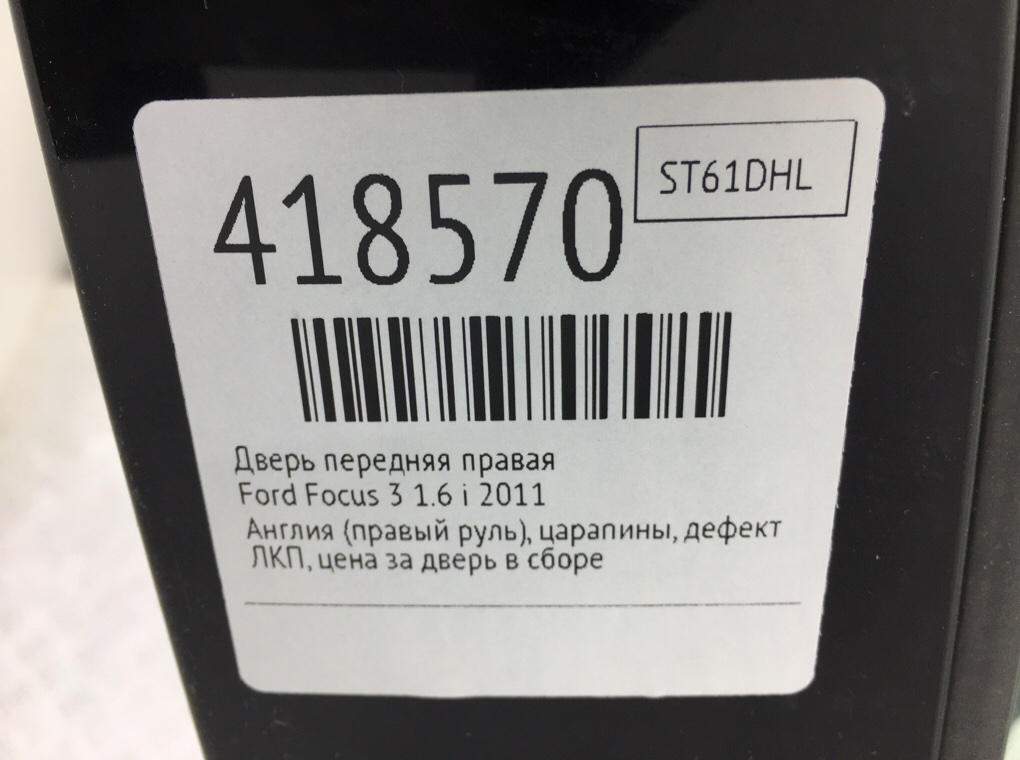 418570
ST61DHL
Дверь передняя правая
Ford Focus 3 1.6 i 2011
Англия (правый руль), царапины, дефект
ЛКП, цена за дверь в сборе